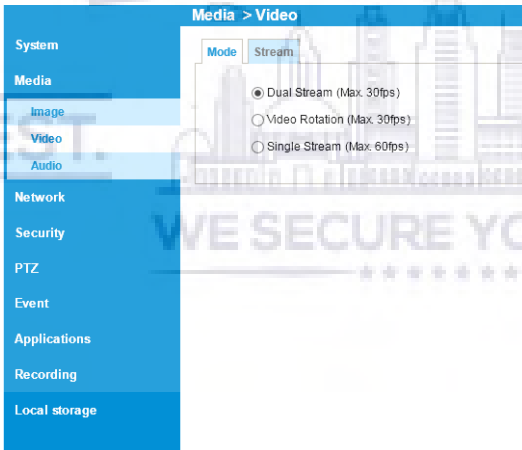 Media > Video
System
Media
Image
Video
Audio
Network
Security
PTZ
Event
Applications
Recording
Local storage
Mode Stream
Dual Stream (Max. 30fps)
Video Rotation (Max. 30fps)
Single Stream (Max. 60fps)
EST.
WE SECURE YO